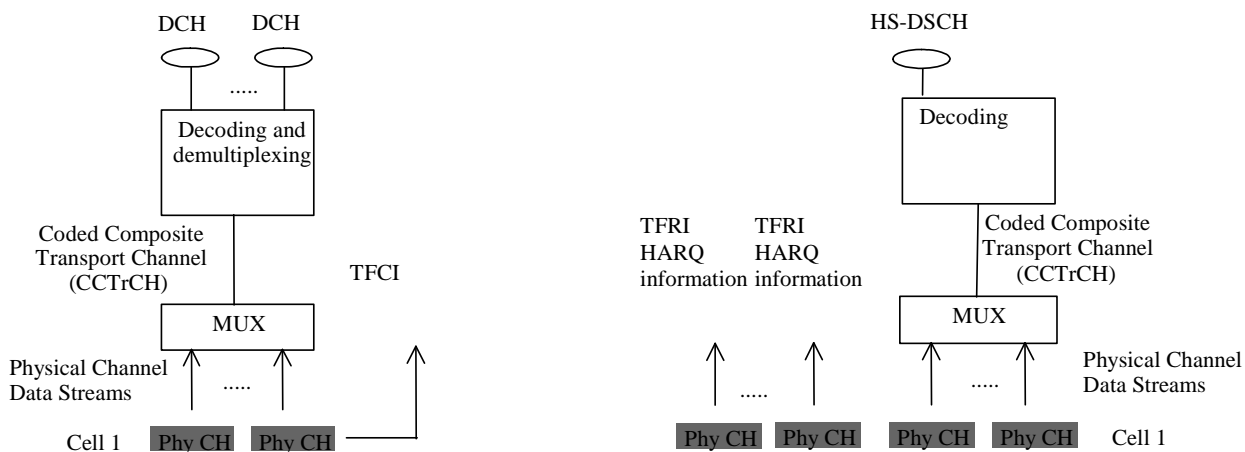 DCH DCH
.....
Decoding and
demultiplexing
Coded Composite
Transport Channel
(CCTrCH)
TFCI
MUX
Physical Channel
Data Streams
.....
Cell 1 Phy CH Phy CH
HS-DSCH
Decoding
TFRI TFRI
HARQ HARQ
information information
Coded Composite
Transport Channel
(CCTrCH)
MUX
Physical Channel
Data Streams
..... .....
Phy CH Phy CH Phy CH Phy CH Cell 1